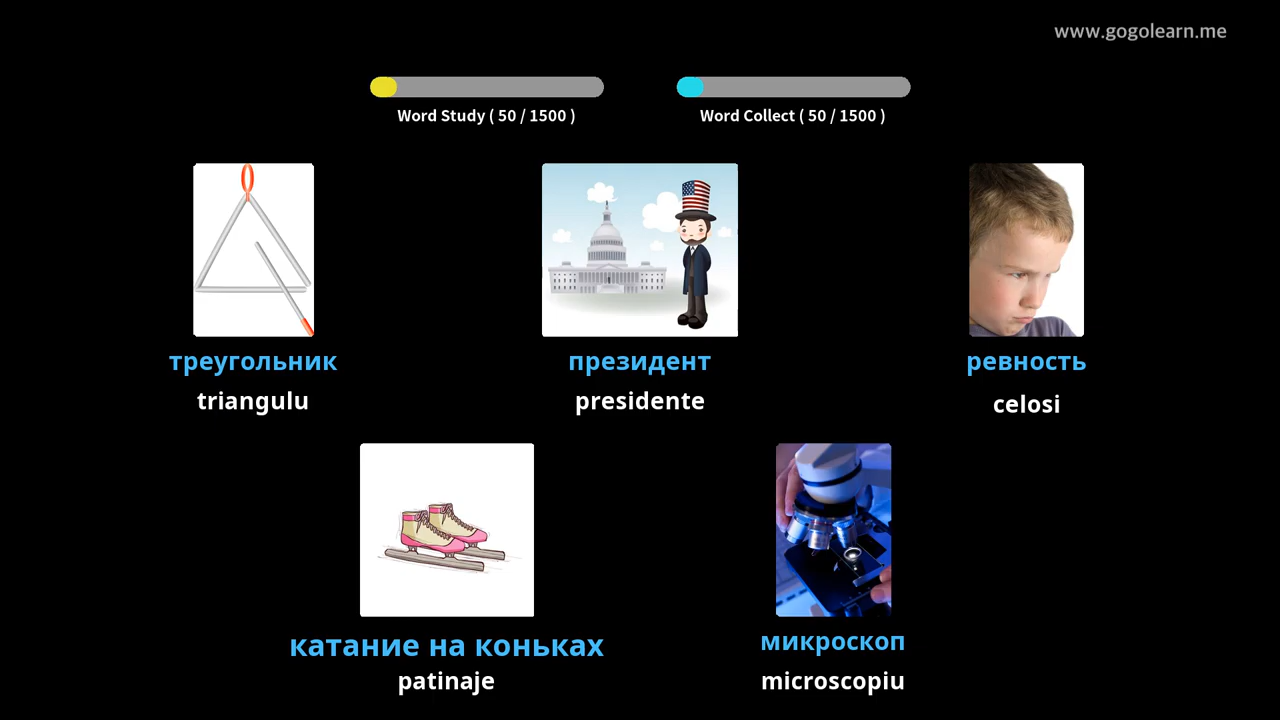 www.gogolearn.me
Word Study ( 50 / 1500 )
Word Collect ( 50 / 1500 )
треугольник
triangulu
президент
presidente
ревность
celosi
катание на коньках
patinaje
микроскоп
microscopiu